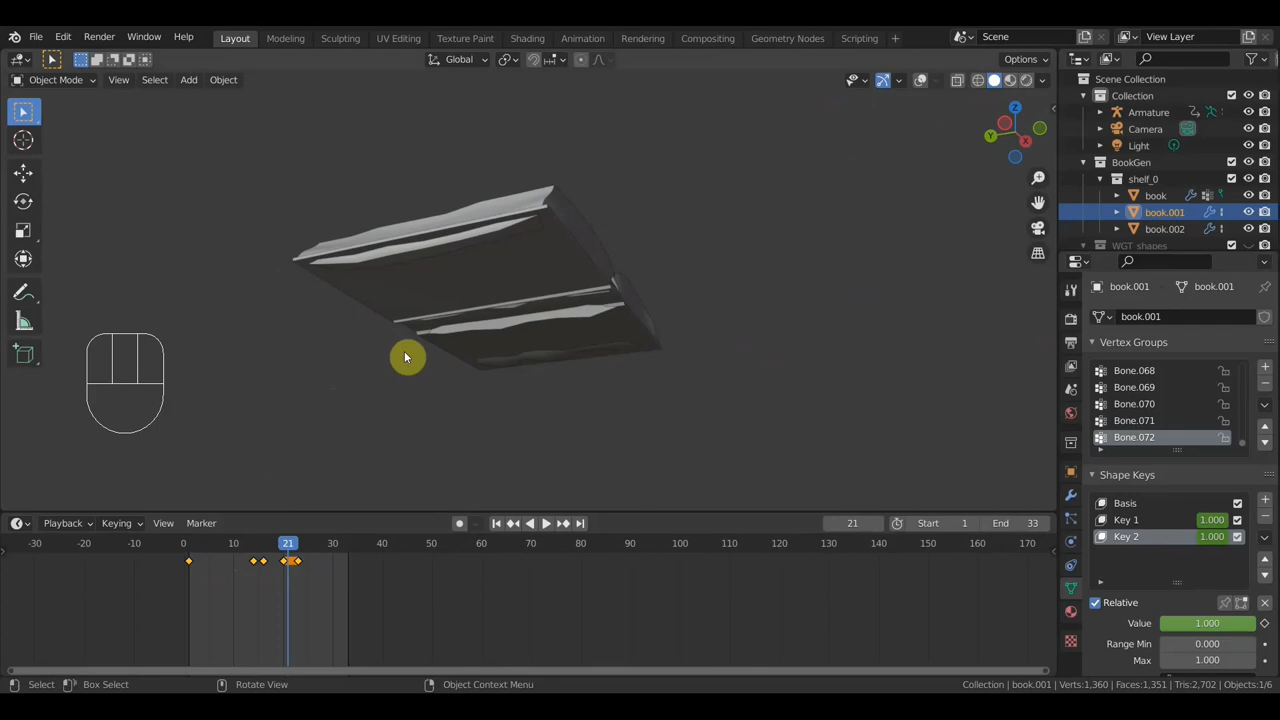 File Edit Render Window Help Layout Modeling Sculpting UV Editing Texture Paint Shading Animation Rendering Compositing Geometry Nodes Scripting + Scene View Layer
Global Options
Object Mode View Select Add Object
Scene Collection
Collection
Armature
Camera
Light
BookGen
shelf_0
book
book.001
book.002
WGT_shapes
Z
Y
X
book.001 book.001
book.001
Vertex Groups
Bone.068
Bone.069
Bone.070
Bone.071
Bone.072
Shape Keys
Basis
Key 1 1.000
Key 2 1.000
Relative
Value 1.000
Range Min 0.000
Max 1.000
Playback Keying View Marker 21 Start 1 End 33
-30 -20 -10 0 10 21 30 40 50 60 70 80 90 100 110 120 130 140 150 160 170
Select Box Select Rotate View Object Context Menu Collection | book.001 | Verts:1,360 | Faces:1,351 | Tris:2,702 | Objects:1/6